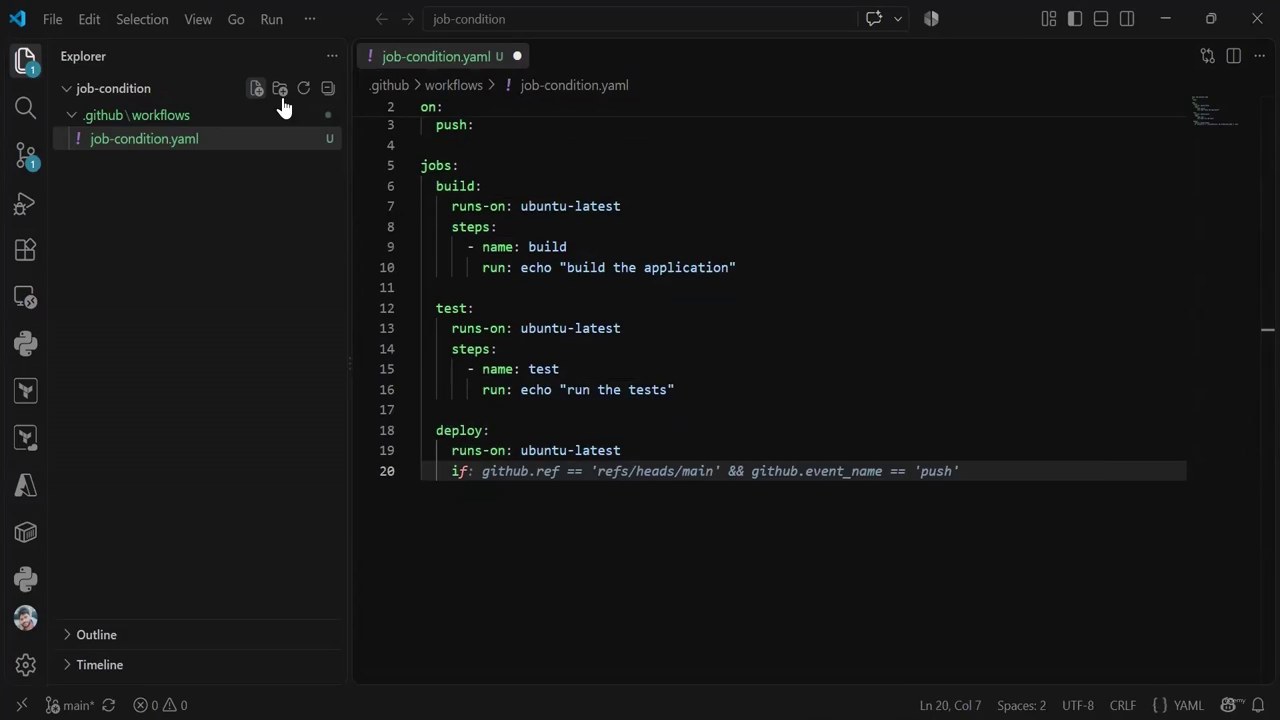 File Edit Selection View Go Run ···
job-condition
Explorer
job-condition
.github\workflows
! job-condition.yaml U
Outline
Timeline
! job-condition.yaml U
.github > workflows > ! job-condition.yaml
2 on:
3 push:
4
5 jobs:
6 build:
7 runs-on: ubuntu-latest
8 steps:
9 - name: build
10 run: echo "build the application"
11
12 test:
13 runs-on: ubuntu-latest
14 steps:
15 - name: test
16 run: echo "run the tests"
17
18 deploy:
19 runs-on: ubuntu-latest
20 if: github.ref == 'refs/heads/main' && github.event_name == 'push'
1
1
main* 0 0
Ln 20, Col 7 Spaces: 2 UTF-8 CRLF { } YAML